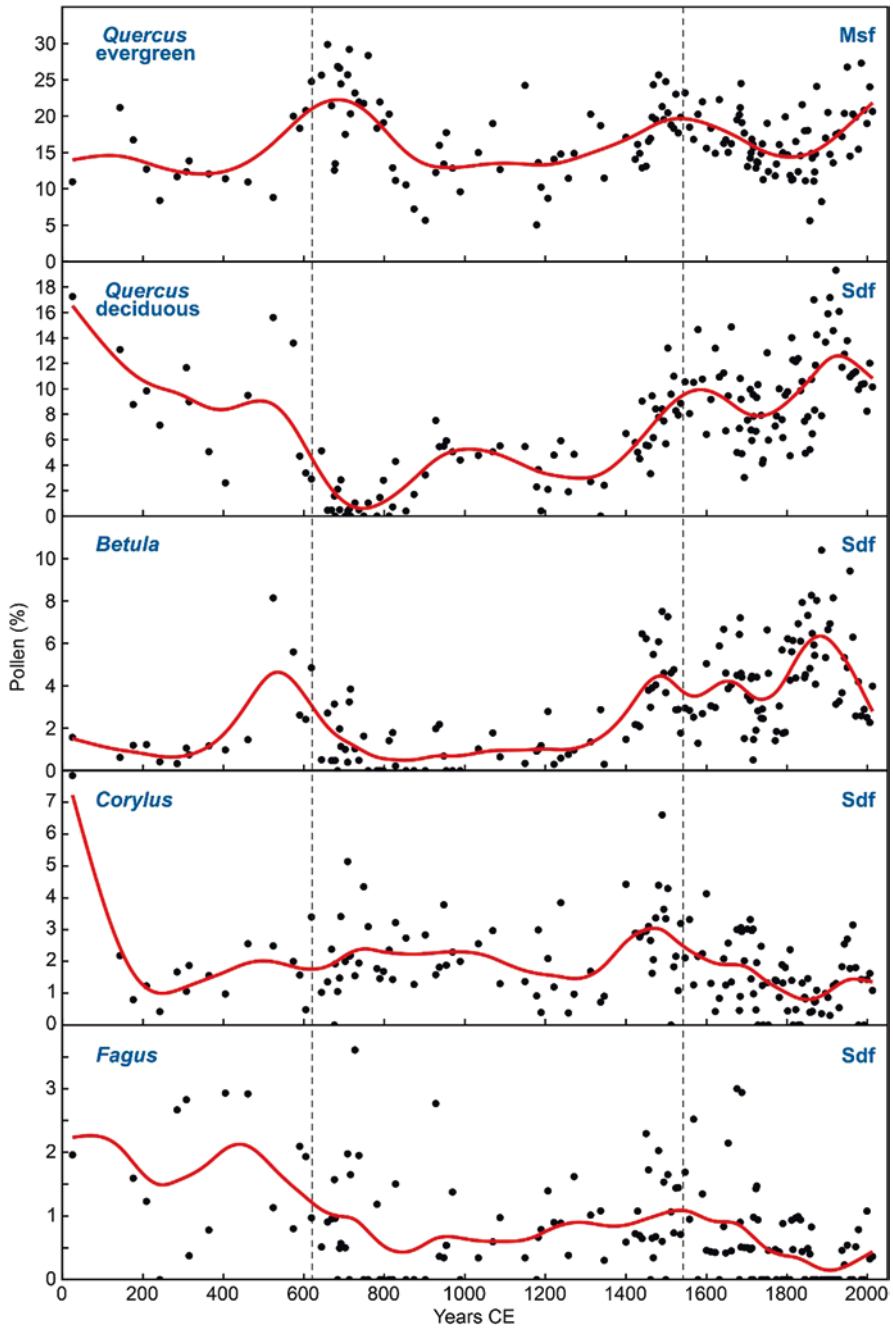 Quercus
evergreen
Msf
30
25
20
15
10
5
0
Quercus
deciduous
Sdf
18
16
14
12
10
8
6
4
2
0
Betula
Sdf
10
8
6
4
2
0
Pollen (%)
Corylus
Sdf
7
6
5
4
3
2
1
0
Fagus
Sdf
3
2
1
0
0 200 400 600 800 1000 1200 1400 1600 1800 2000
Years CE